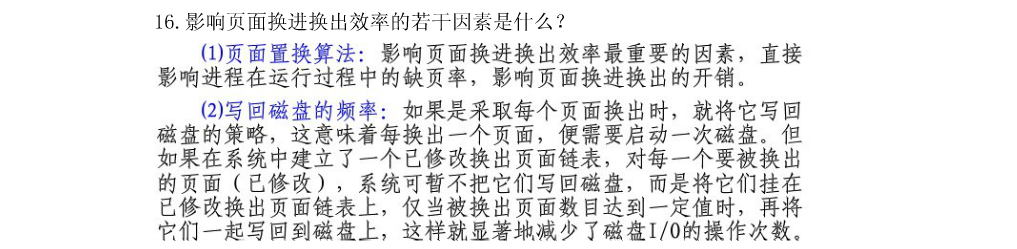 16. 影响页面换进换出效率的若干因素是什么？
(1)页面置换算法：影响页面换进换出效率最重要的因素，直接
影响进程在运行过程中的缺页率，影响页面换进换出的开销。
(2)写回磁盘的频率：如果是采取每个页面换出时，就将它写回
磁盘的策略，这意味着每换出一个页面，便需要启动一次磁盘。但
如果在系统中建立了一个已修改换出页面链表，对每一个要被换出
的页面（已修改），系统可暂不把它们写回磁盘，而是将它们挂在
已修改换出页面链表上，仅当被换出页面数目达到一定值时，再将
它们一起写回到磁盘上，这样就显著地减少了磁盘I/O的操作次数。